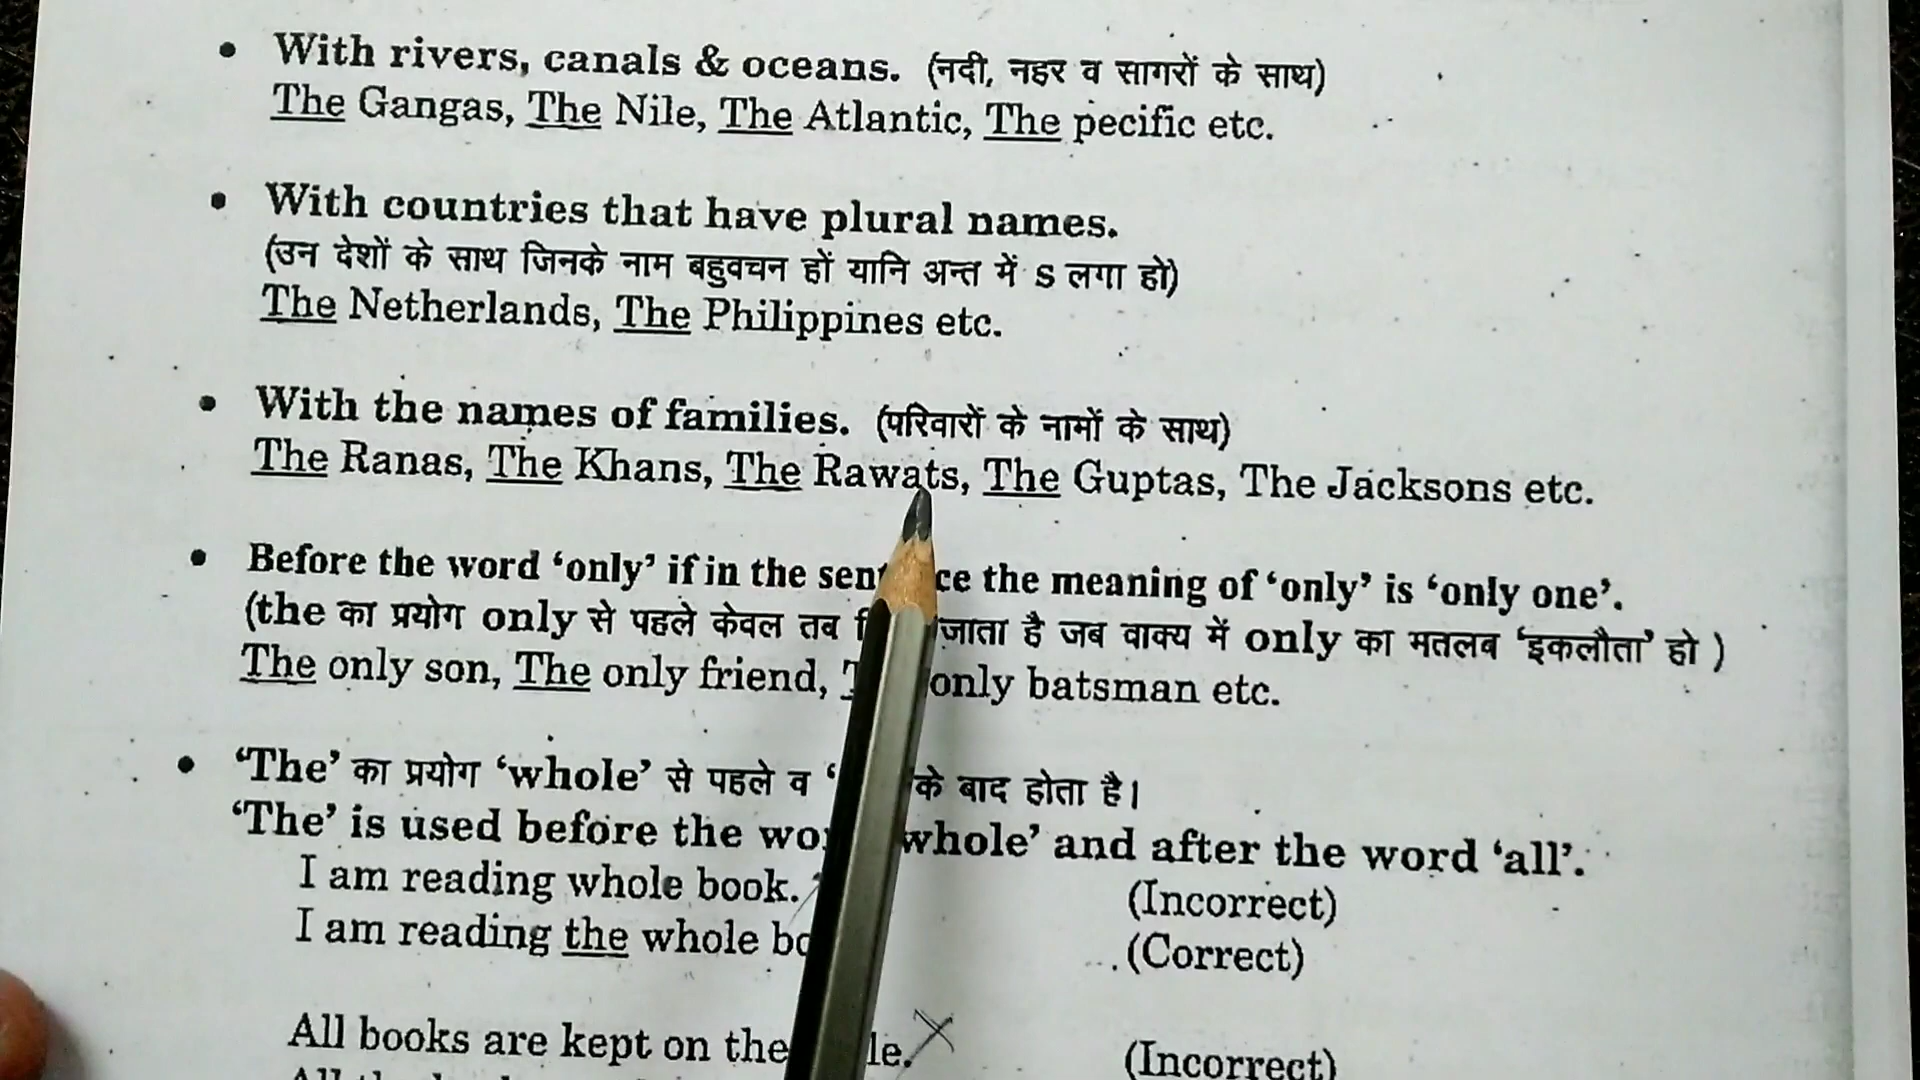 • With rivers, canals & oceans. (नदी, नहर व सागरों के साथ)
The Gangas, The Nile, The Atlantic, The pecific etc.
• With countries that have plural names.
(उन देशों के साथ जिनके नाम बहुवचन हों यानि अन्त में s लगा हो)
The Netherlands, The Philippines etc.
• With the names of families. (परिवारों के नामों के साथ)
The Ranas, The Khans, The Rawats, The Guptas, The Jacksons etc.
• Before the word ‘only’ if in the the meaning of ‘only’ is ‘only one’.
(the का प्रयोग only से पहले केवल तब जाता है जब वाक्य में only का मतलब ‘इकलौता’ हो )
The only son, The only friend, only batsman etc.
• ‘The’ का प्रयोग ‘whole’ से पहले व के बाद होता है।
‘The’ is used before the whole’ and after the word ‘all’.
I am reading whole book. (Incorrect)
I am reading the whole (Correct)
All books are kept on the (Incorrect)